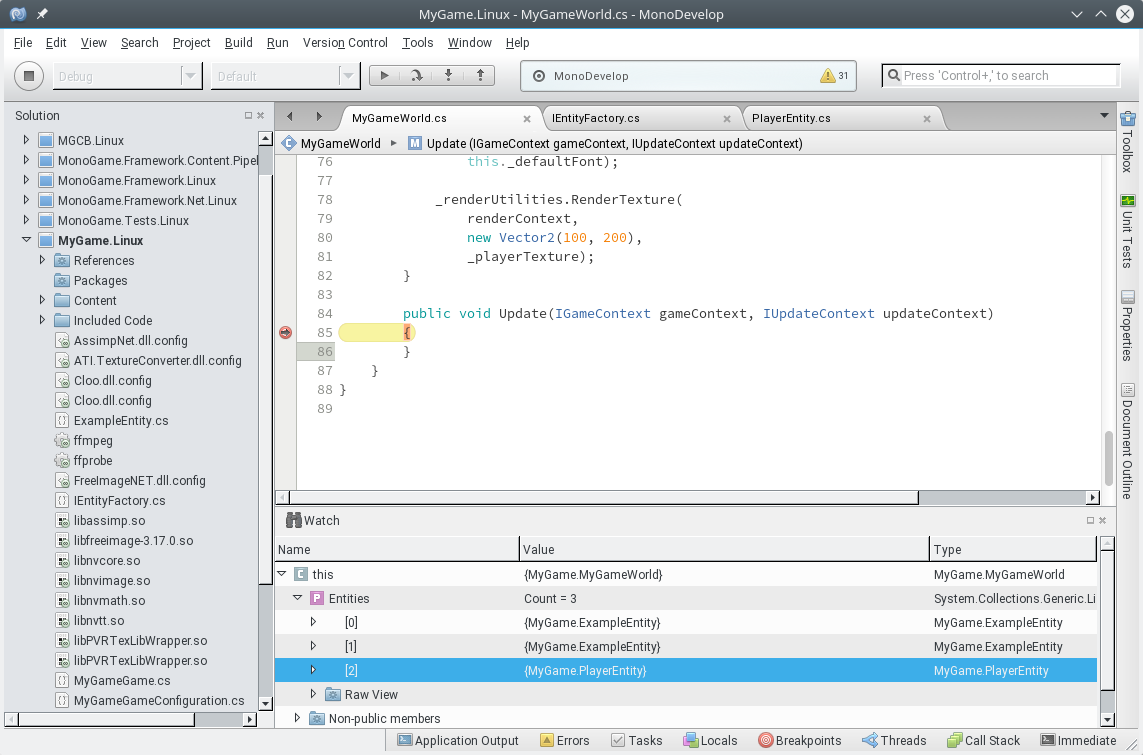 MyGame.Linux - MyGameWorld.cs - MonoDevelop
File Edit View Search Project Build Run Version Control Tools Window Help
Debug Default MonoDevelop 31 Press 'Control+,' to search
Solution
MGCB.Linux
MonoGame.Framework.Content.Pipel
MonoGame.Framework.Linux
MonoGame.Framework.Net.Linux
MonoGame.Tests.Linux
MyGame.Linux
References
Packages
Content
Included Code
AssimpNet.dll.config
ATI.TextureConverter.dll.config
Cloo.dll.config
Cloo.dll.config
ExampleEntity.cs
ffmpeg
ffprobe
FreeImageNET.dll.config
IEntityFactory.cs
libassimp.so
libfreeimage-3.17.0.so
libnvcore.so
libnvimage.so
libnvmath.so
libnvtt.so
libPVRTexLibWrapper.so
libPVRTexLibWrapper.so
MyGameGame.cs
MyGameGameConfiguration.cs
MyGameWorld.cs IEntityFactory.cs PlayerEntity.cs
MyGameWorld Update (IGameContext gameContext, IUpdateContext updateContext)
76 this._defaultFont);
77
78 _renderUtilities.RenderTexture(
79 renderContext,
80 new Vector2(100, 200),
81 _playerTexture);
82 }
83
84 public void Update(IGameContext gameContext, IUpdateContext updateContext)
85 {
86 }
87 }
88 }
89
Toolbox
Unit Tests
Properties
Document Outline
Watch
Name Value Type
this {MyGame.MyGameWorld} MyGame.MyGameWorld
Entities Count = 3 System.Collections.Generic.Li
[0] {MyGame.ExampleEntity} MyGame.ExampleEntity
[1] {MyGame.ExampleEntity} MyGame.ExampleEntity
[2] {MyGame.PlayerEntity} MyGame.PlayerEntity
Raw View
Non-public members
Application Output Errors Tasks Locals Breakpoints Threads Call Stack Immediate